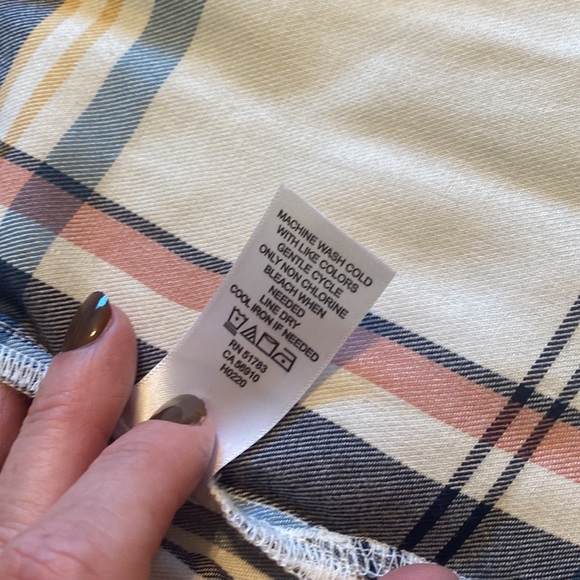 MACHINE WASH COLD
WITH LIKE COLORS
GENTLE CYCLE
ONLY NON CHLORINE
BLEACH WHEN
NEEDED
LINE DRY
COOL IRON IF NEEDED
RN 51783
CA 56910
H0220